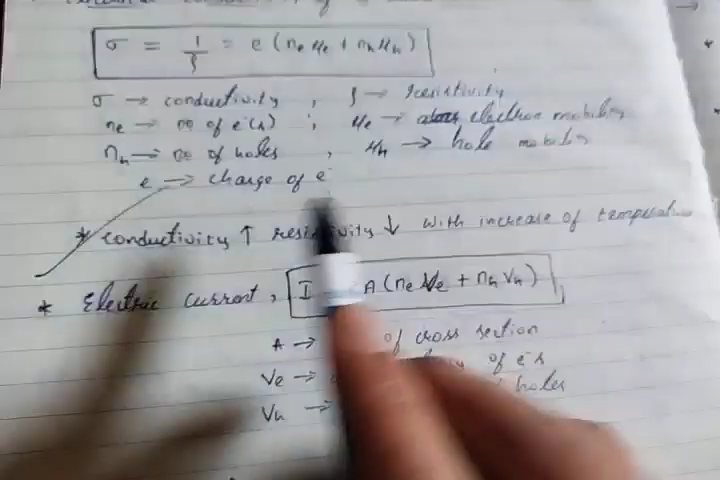 σ = 1/ρ = e (ne μe + nh μh)
σ → conductivity , ρ → resistivity
ne → no of e⁻(s) ; μe → electron mobility
nh → no of holes , μh → hole mobility
e → charge of e⁻
* conductivity ↑ resistivity ↓ with increase of temperature
* Electric current, I A (ne Ve + nh Vh)
A → of cross section
Ve → of e⁻s
Vh → holes